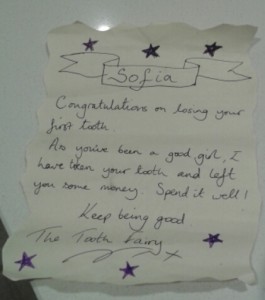 Sofia
Congratulations on losing your
first tooth.
As you've been a good girl, I
have taken your tooth and left
you some money. Spend it well!
Keep being good
The Tooth Fairy x